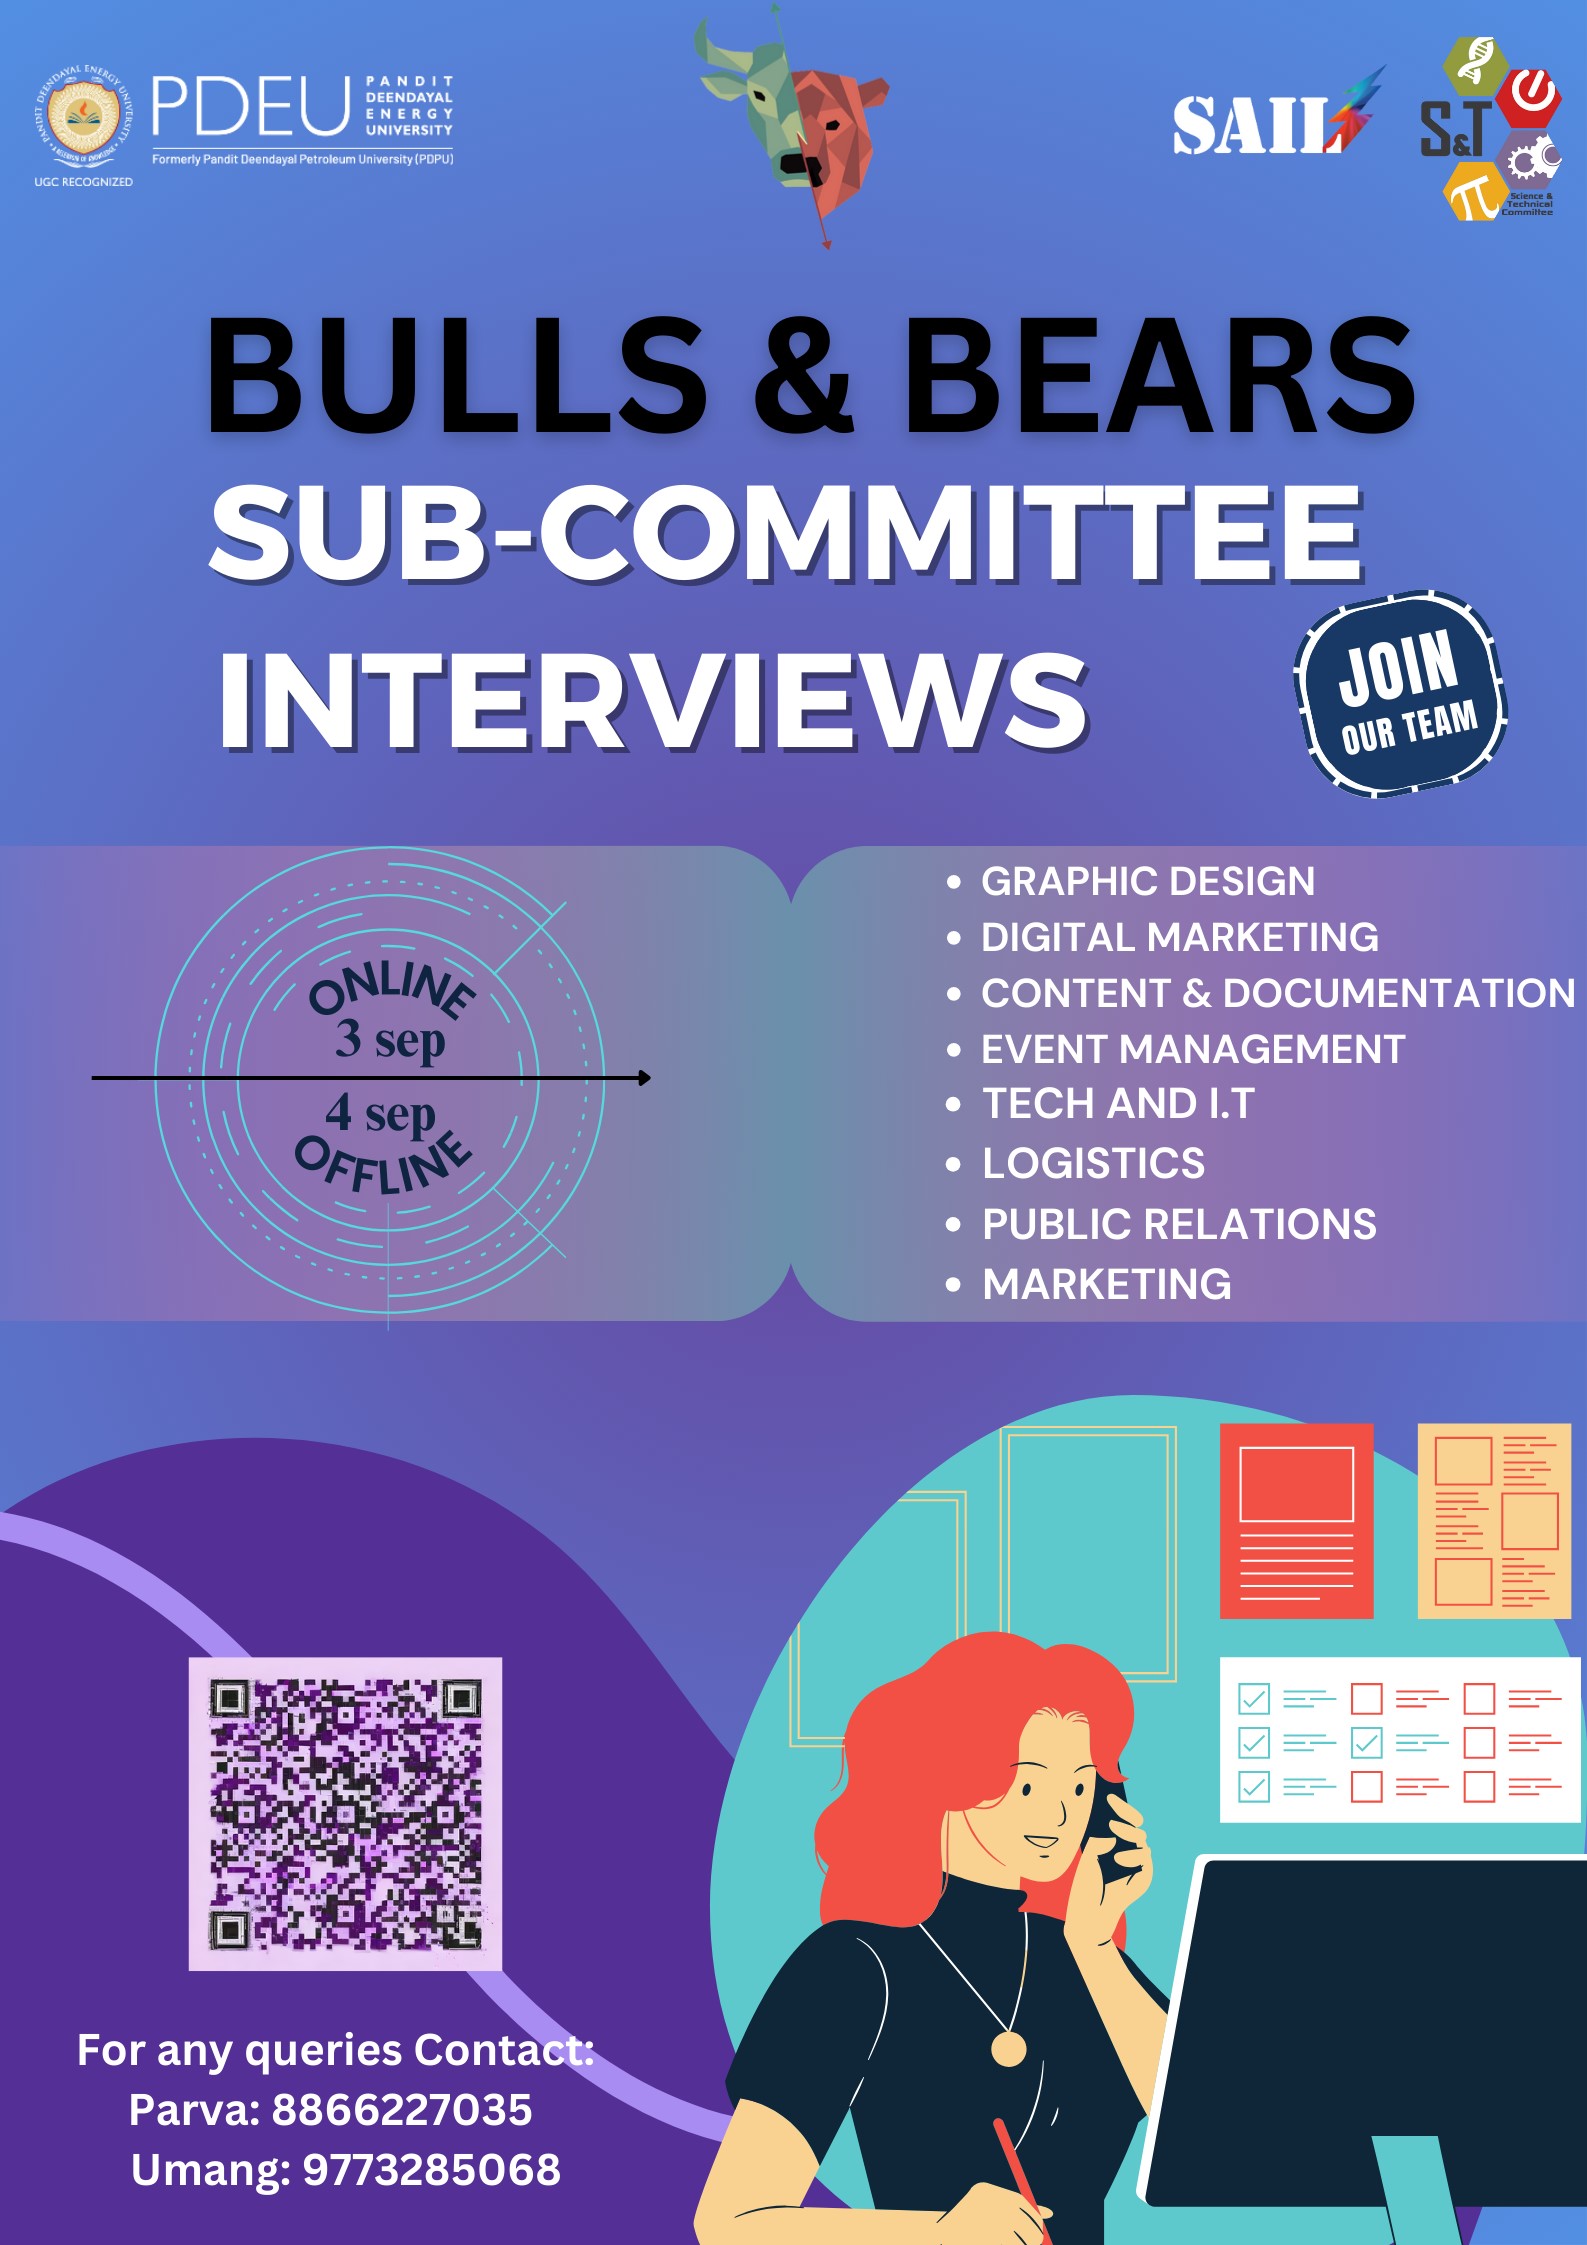 PANDIT DEENDAYAL ENERGY UNIVERSITY
UGC RECOGNIZED
PDEU
PANDIT
DEENDAYAL
ENERGY
UNIVERSITY
Formerly Pandit Deendayal Petroleum University (PDPU)
SAIL
S&T
Science &
Technical
Committee
BULLS & BEARS
SUB-COMMITTEE
INTERVIEWS
JOIN
OUR TEAM
ONLINE
3 sep
4 sep
OFFLINE
• GRAPHIC DESIGN
• DIGITAL MARKETING
• CONTENT & DOCUMENTATION
• EVENT MANAGEMENT
• TECH AND I.T
• LOGISTICS
• PUBLIC RELATIONS
• MARKETING
For any queries Contact:
Parva: 8866227035
Umang: 9773285068